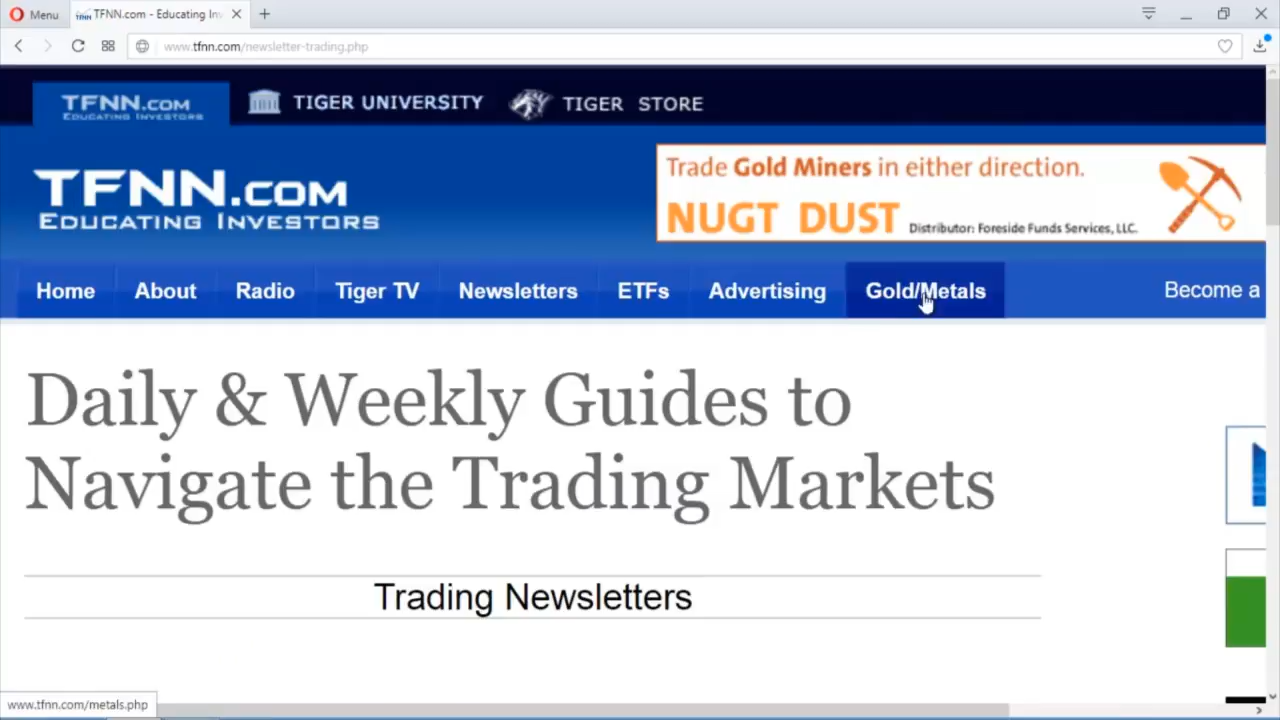 Menu
TFNN.com - Educating In
www.tfnn.com/newsletter-trading.php
TFNN.COM
EDUCATING INVESTORS
TIGER UNIVERSITY
TIGER STORE
TFNN.COM
EDUCATING INVESTORS
Trade Gold Miners in either direction.
NUGT DUST Distributor: Foreside Funds Services, LLC.
Home About Radio Tiger TV Newsletters ETFs Advertising Gold/Metals Become a
Daily & Weekly Guides to
Navigate the Trading Markets
Trading Newsletters
www.tfnn.com/metals.php